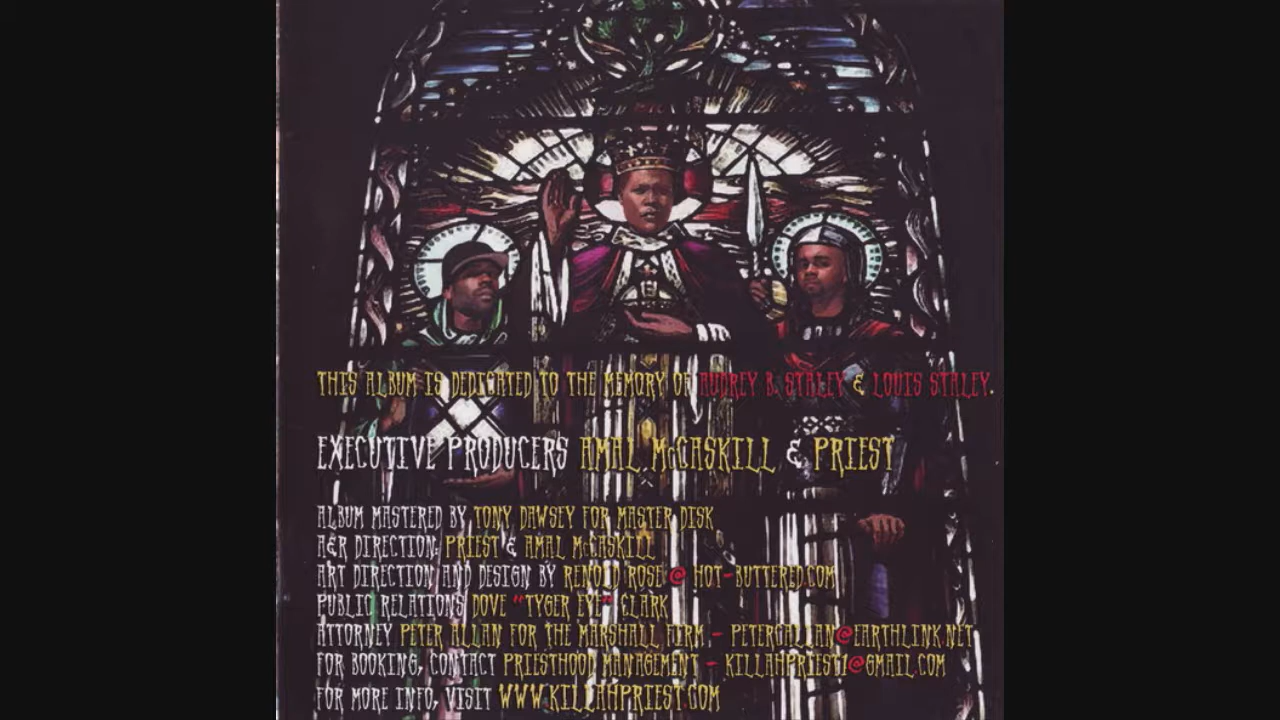 THIS ALBUM IS DEDICATED TO THE MEMORY OF AUDREY B. STALEY & LOUIS STALEY.
EXECUTIVE PRODUCERS AMAL McCASKILL & PRIEST
ALBUM MASTERED BY TONY DAWSEY FOR MASTER DISK
A&R DIRECTION: PRIEST & AMAL McCASKILL
ART DIRECTION AND DESIGN BY RENOLD ROSE @ HOT-BUTTERED.COM
PUBLIC RELATIONS DOVE "TYGER EYE" CLARK
ATTORNEY PETER ALLAN FOR THE MARSHALL FIRM - PETERCALLAN@EARTHLINK.NET
FOR BOOKING, CONTACT PRIESTHOOD MANAGEMENT - KILLAHPRIEST1@GMAIL.COM
FOR MORE INFO, VISIT WWW.KILLAHPRIEST.COM